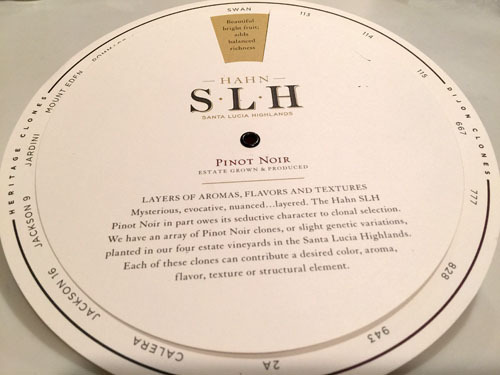 SWAN
Beautiful
bright fruit;
adds
balanced
richness
113
114
115
667
777
828
943
2A
CALERA
JACKSON 16
JACKSON 9
JARDINI
MOUNT EDEN
HERITAGE CLONES
DIJON CLONES
HAHN
S·L·H
SANTA LUCIA HIGHLANDS
PINOT NOIR
ESTATE GROWN & PRODUCED
LAYERS OF AROMAS, FLAVORS AND TEXTURES
Mysterious, evocative, nuanced...layered. The Hahn SLH
Pinot Noir in part owes its seductive character to clonal selection.
We have an array of Pinot Noir clones, or slight genetic variations,
planted in our four estate vineyards in the Santa Lucia Highlands.
Each of these clones can contribute a desired color, aroma,
flavor, texture or structural element.